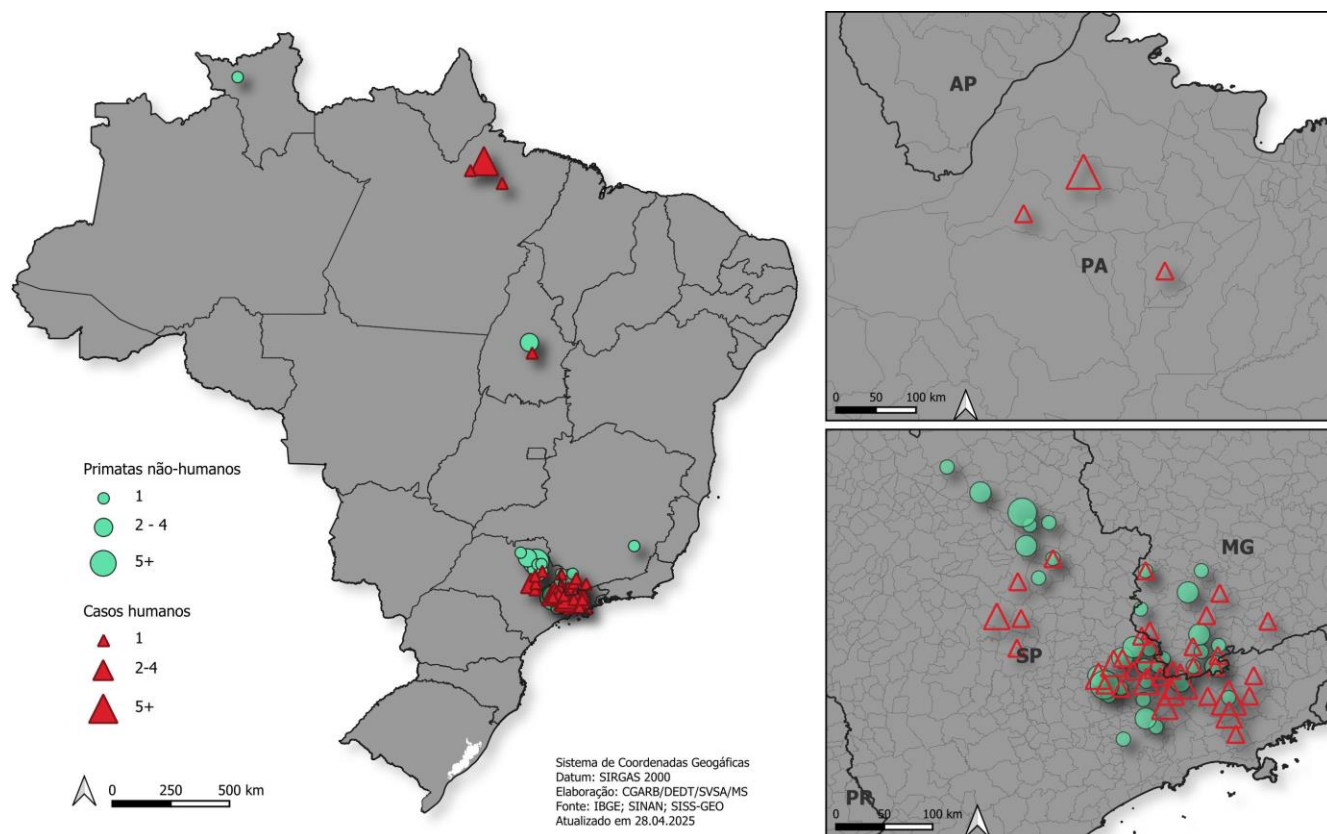 Primatas não-humanos
1
2 - 4
5+
Casos humanos
1
2-4
5+
0 250 500 km
Sistema de Coordenadas Geográficas
Datum: SIRGAS 2000
Elaboração: CGARB/DEDT/SVSA/MS
Fonte: IBGE; SINAN; SISS-GEO
Atualizado em 28.04.2025
AP
PA
0 50 100 km
MG
SP
PR
0 50 100 km